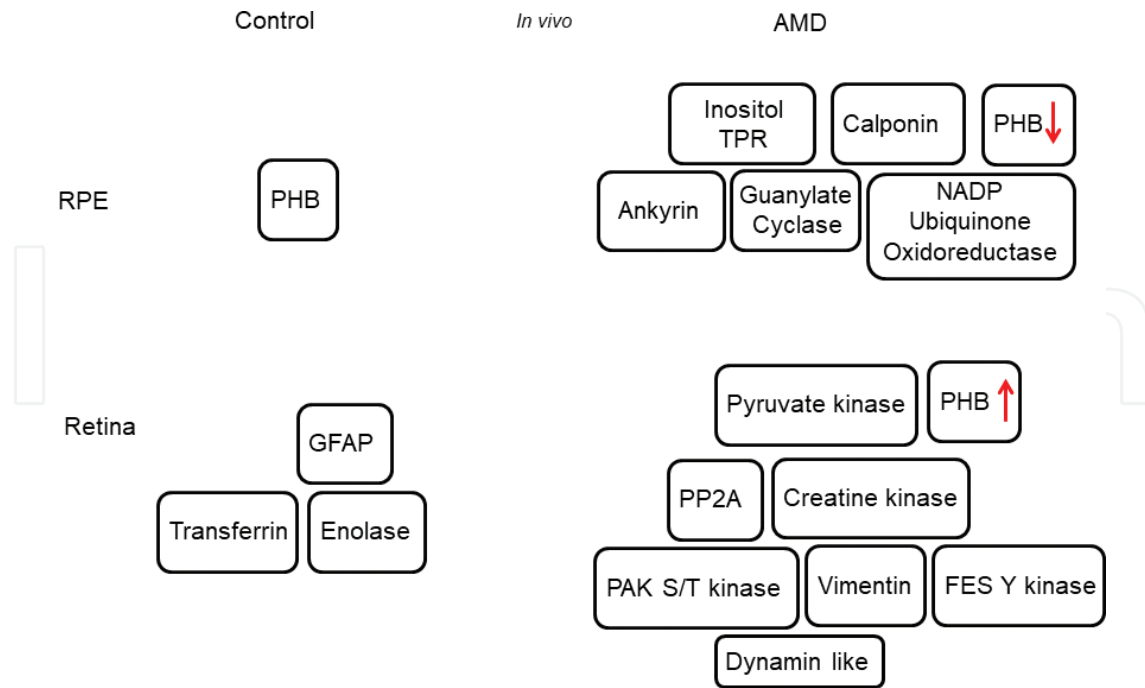 Control
In vivo
AMD
Inositol
TPR
Calponin
PHB
RPE
PHB
Ankyrin
Guanylate
Cyclase
NADP
Ubiquinone
Oxidoreductase
Pyruvate kinase
PHB
Retina
GFAP
PP2A
Creatine kinase
Transferrin
Enolase
PAK S/T kinase
Vimentin
FES Y kinase
Dynamin like